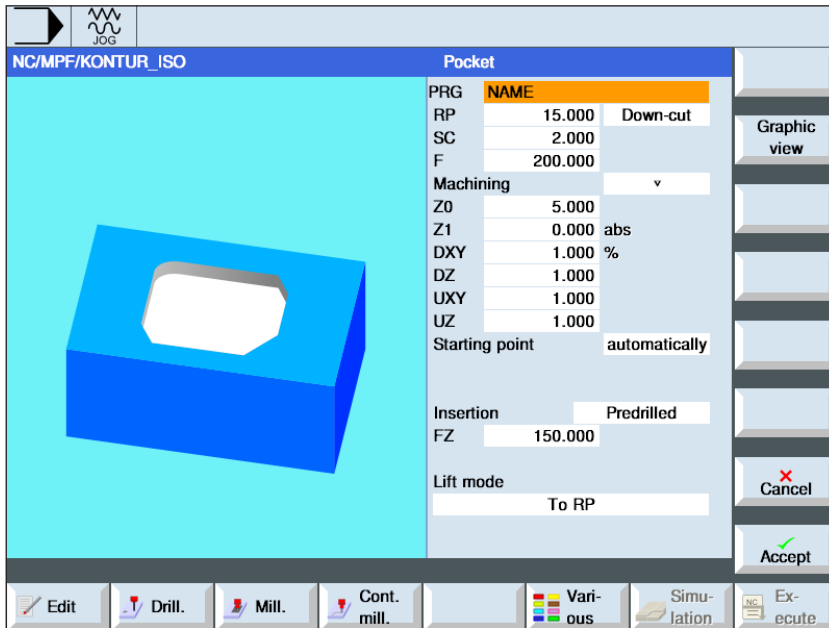 JOG
NC/MPF/KONTUR_ISO
Pocket
PRG NAME
RP 15.000 Down-cut
SC 2.000
F 200.000
Machining ▿
Z0 5.000
Z1 0.000 abs
DXY 1.000 %
DZ 1.000
UXY 1.000
UZ 1.000
Starting point automatically
Insertion Predrilled
FZ 150.000
Lift mode
To RP
Graphic
view
Cancel
Accept
Edit
Drill.
Mill.
Cont.
mill.
Vari-
ous
Simu-
lation
NC
Ex-
ecute